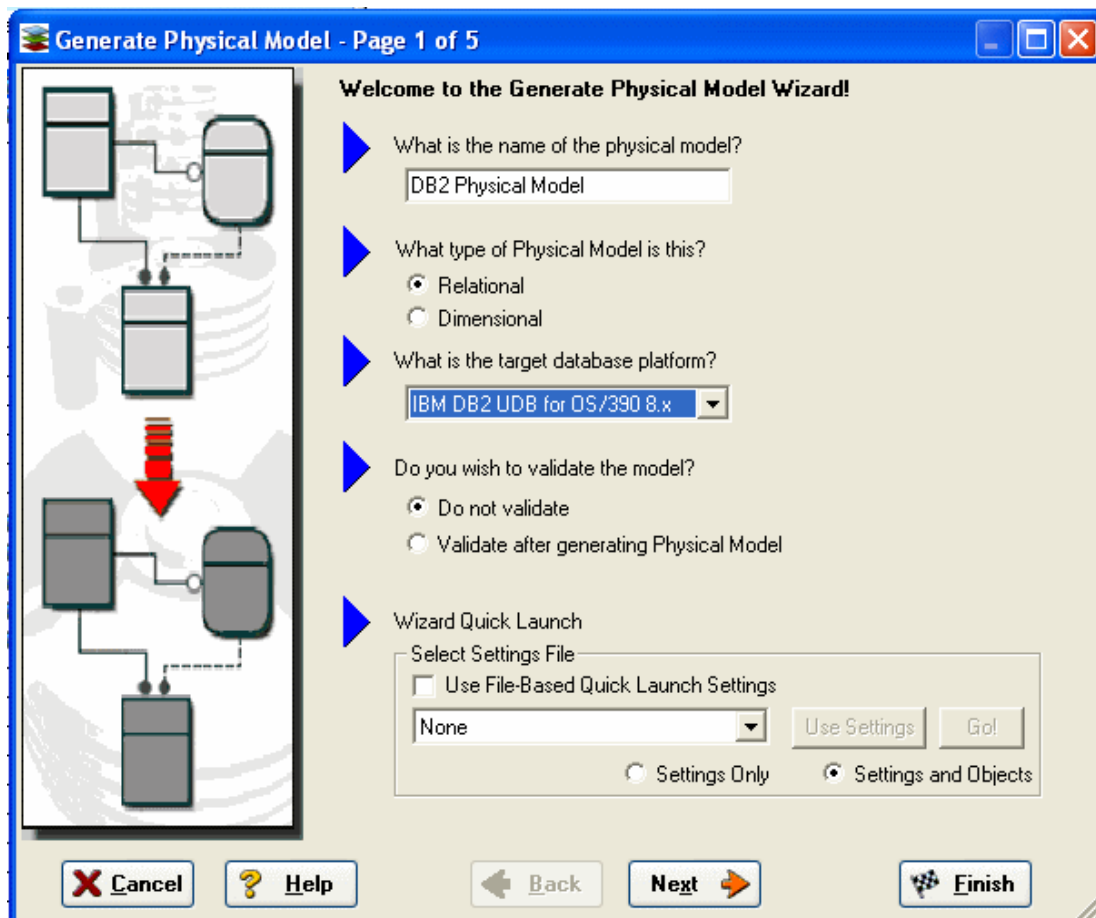 Generate Physical Model - Page 1 of 5
Welcome to the Generate Physical Model Wizard!
What is the name of the physical model?
DB2 Physical Model
What type of Physical Model is this?
Relational
Dimensional
What is the target database platform?
IBM DB2 UDB for OS/390 8.x
Do you wish to validate the model?
Do not validate
Validate after generating Physical Model
Wizard Quick Launch
Select Settings File
Use File-Based Quick Launch Settings
None
Use Settings
Go!
Settings Only
Settings and Objects
Cancel
Help
Back
Next
Finish